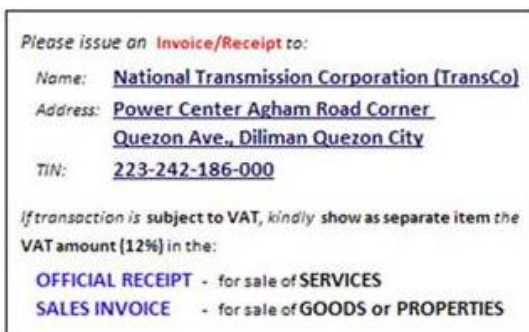 Please issue an Invoice/Receipt to:
Name: National Transmission Corporation (TransCo)
Address: Power Center Agham Road Corner
Quezon Ave., Diliman Quezon City
TIN: 223-242-186-000
If transaction is subject to VAT, kindly show as separate item the
VAT amount (12%) in the:
OFFICIAL RECEIPT - for sale of SERVICES
SALES INVOICE - for sale of GOODS or PROPERTIES